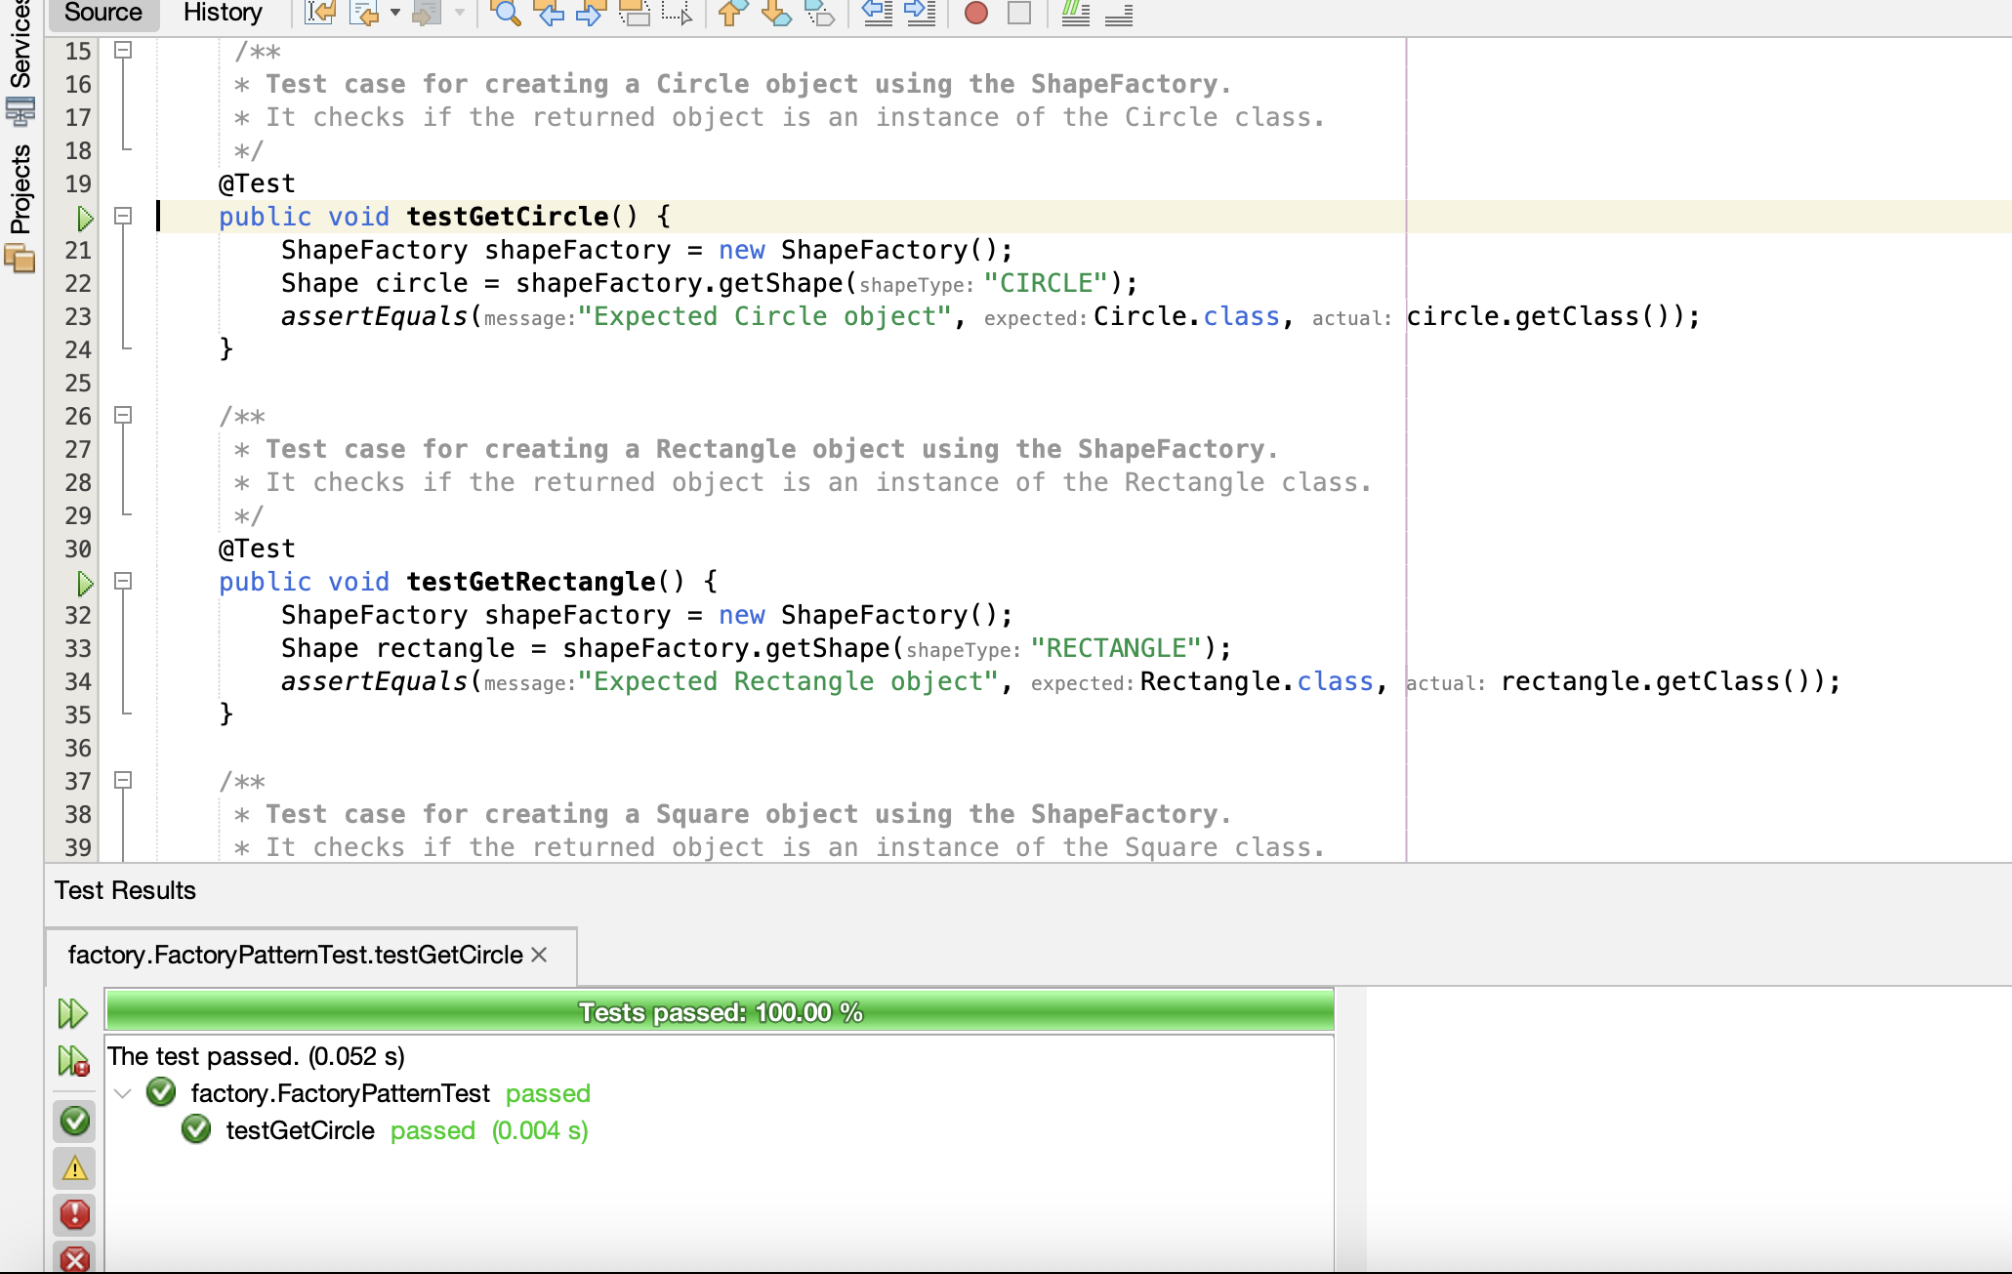 Source History
Services
Projects
15 /**
16 * Test case for creating a Circle object using the ShapeFactory.
17 * It checks if the returned object is an instance of the Circle class.
18 */
19 @Test
public void testGetCircle() {
21 ShapeFactory shapeFactory = new ShapeFactory();
22 Shape circle = shapeFactory.getShape(shapeType: "CIRCLE");
23 assertEquals(message:"Expected Circle object", expected: Circle.class, actual: circle.getClass());
24 }
25
26 /**
27 * Test case for creating a Rectangle object using the ShapeFactory.
28 * It checks if the returned object is an instance of the Rectangle class.
29 */
30 @Test
public void testGetRectangle() {
32 ShapeFactory shapeFactory = new ShapeFactory();
33 Shape rectangle = shapeFactory.getShape(shapeType: "RECTANGLE");
34 assertEquals(message:"Expected Rectangle object", expected: Rectangle.class, actual: rectangle.getClass());
35 }
36
37 /**
38 * Test case for creating a Square object using the ShapeFactory.
39 * It checks if the returned object is an instance of the Square class.
Test Results
factory.FactoryPatternTest.testGetCircle ×
Tests passed: 100.00 %
The test passed. (0.052 s)
factory.FactoryPatternTest passed
testGetCircle passed (0.004 s)